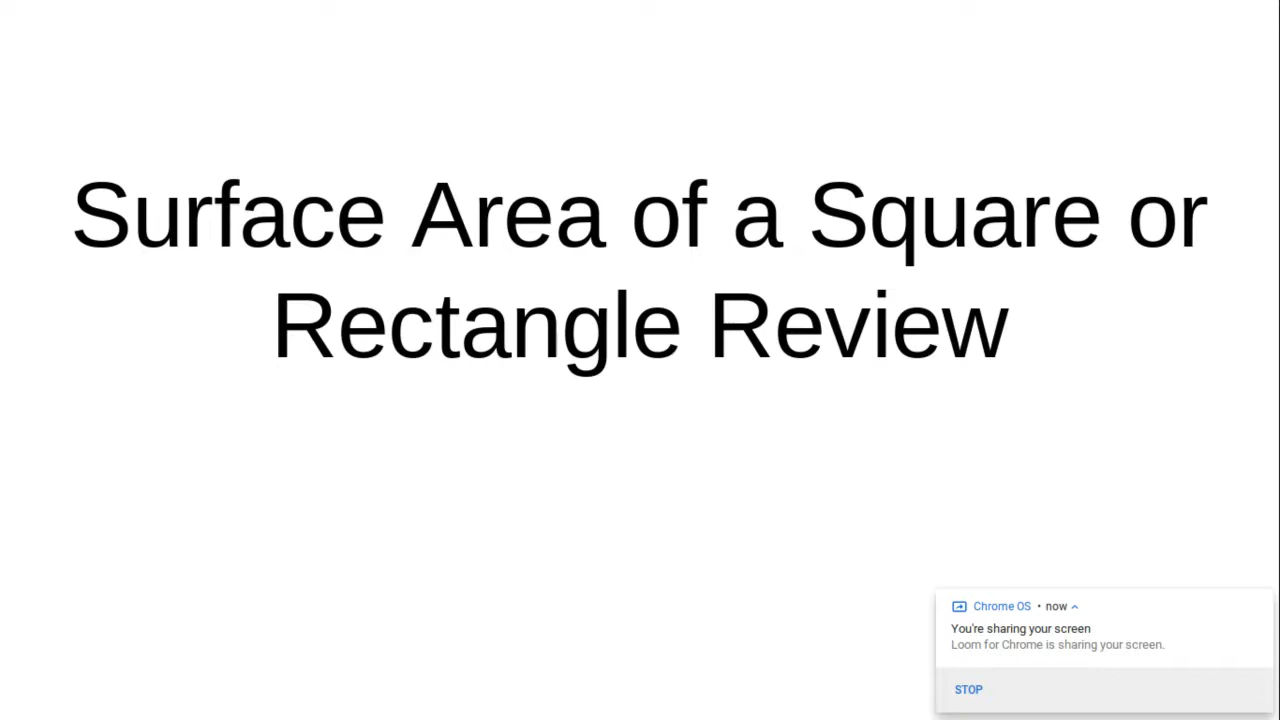 Surface Area of a Square or
Rectangle Review
Chrome OS • now
You're sharing your screen
Loom for Chrome is sharing your screen.
STOP